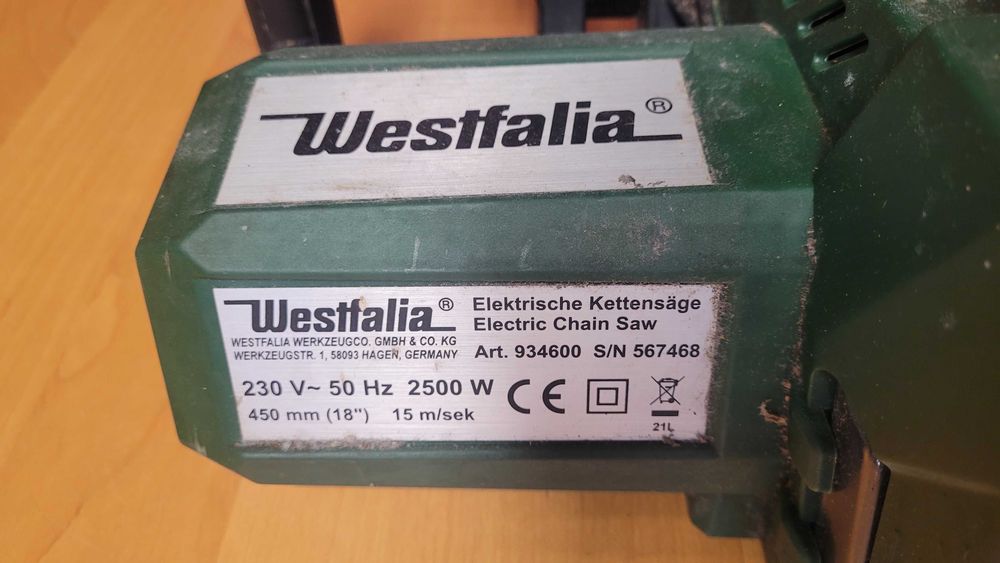 Westfalia®
Westfalia® Elektrische Kettensäge
Electric Chain Saw
WESTFALIA WERKZEUGCO. GMBH & CO. KG
WERKZEUGSTR. 1, 58093 HAGEN, GERMANY
Art. 934600 S/N 567468
230 V~ 50 Hz 2500 W
450 mm (18") 15 m/sek
CE
21L